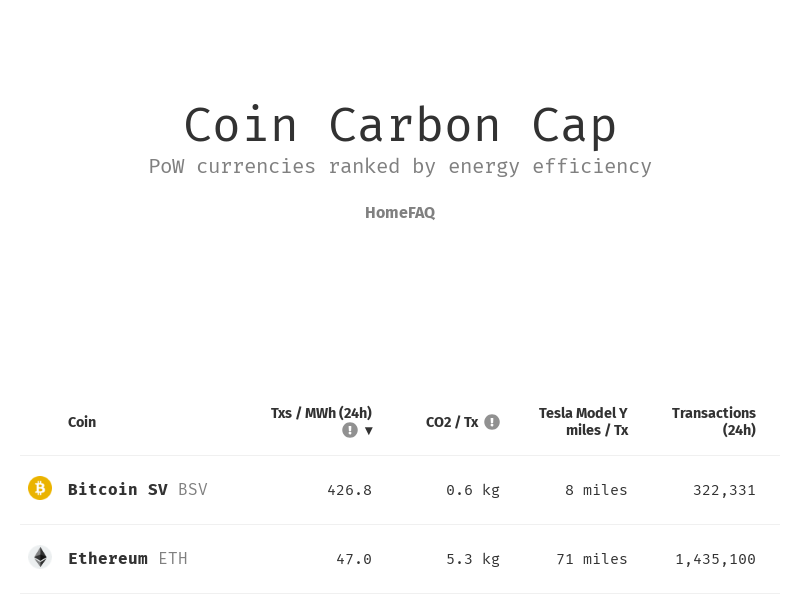 Coin Carbon Cap
PoW currencies ranked by energy efficiency
HomeFAQ
Coin
Txs / MWh (24h)
! ▼
CO2 / Tx !
Tesla Model Y
miles / Tx
Transactions
(24h)
Bitcoin SV BSV 426.8 0.6 kg 8 miles 322,331
Ethereum ETH 47.0 5.3 kg 71 miles 1,435,100